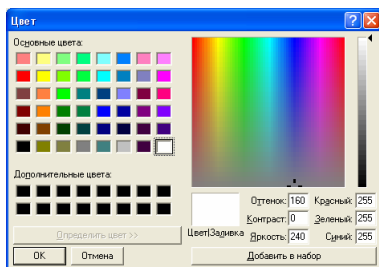 Цвет
Основные цвета:
Дополнительные цвета:
Определить цвет >>
ОК Отмена
Цвет|Заливка
Оттенок: 160 Красный: 255
Контраст: 0 Зеленый: 255
Яркость: 240 Синий: 255
Добавить в набор